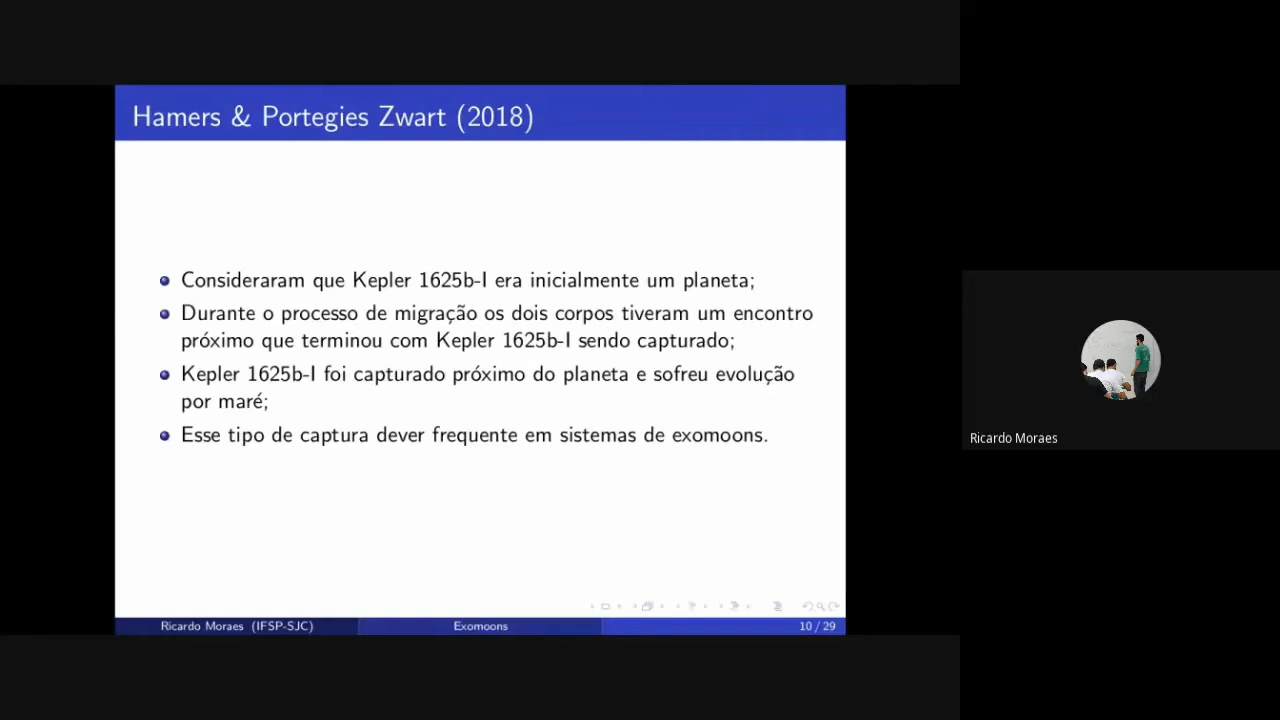 Hamers & Portegies Zwart (2018)
Consideraram que Kepler 1625b-I era inicialmente um planeta;
Durante o processo de migração os dois corpos tiveram um encontro
próximo que terminou com Kepler 1625b-I sendo capturado;
Kepler 1625b-I foi capturado próximo do planeta e sofreu evolução
por maré;
Esse tipo de captura dever frequente em sistemas de exomoons.
Ricardo Moraes (IFSP-SJC)
Exomoons
10 / 29
Ricardo Moraes